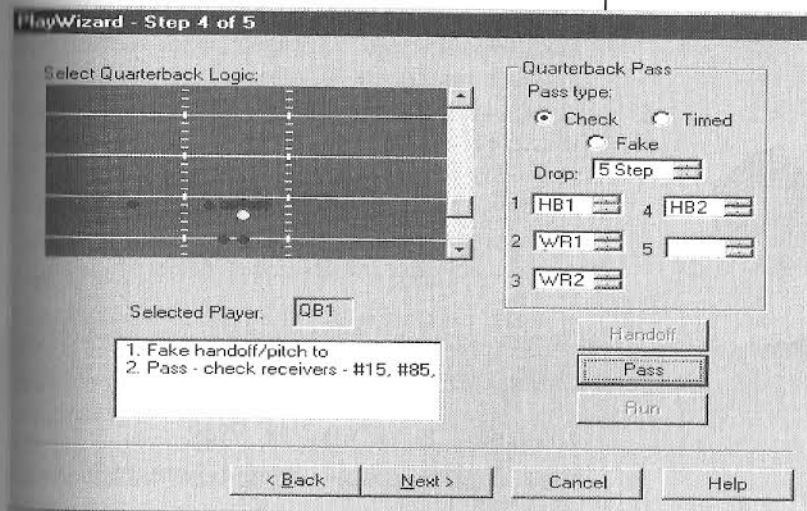 PlayWizard - Step 4 of 5
Select Quarterback Logic:
Selected Player: QB1
1. Fake handoff/pitch to
2. Pass - check receivers - #15, #85,
Quarterback Pass
Pass type:
Check Timed
Fake
Drop: 5 Step
1 HB1 4 HB2
2 WR1 5
3 WR2
Handoff
Pass
Run
< Back Next > Cancel Help